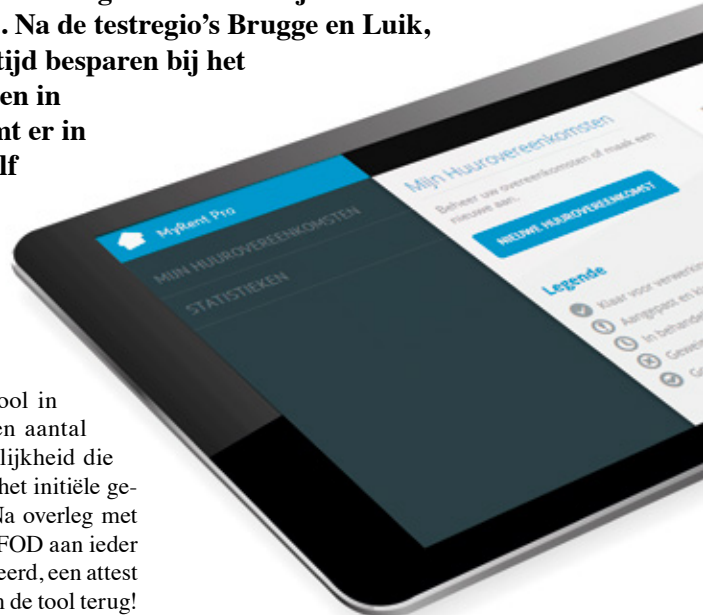 . Na de testregio’s Brugge en Luik,
tijd besparen bij het
en in
nt er in
lf
MyRent Pro
MIJN HUUROVEREENKOMSTEN
STATISTIEKEN
Mijn Huurovereenkomsten
Beheer uw overeenkomsten of maak een
nieuwe aan.
NIEUWE HUUROVEREENKOMST
Legende
Klaar voor verwerking
Aangepast en kl
In behandel
Geweig
Go
ool in
en aantal
lijkheid die
het initiële ge-
Na overleg met
FOD aan ieder
eerd, een attest
n de tool terug!